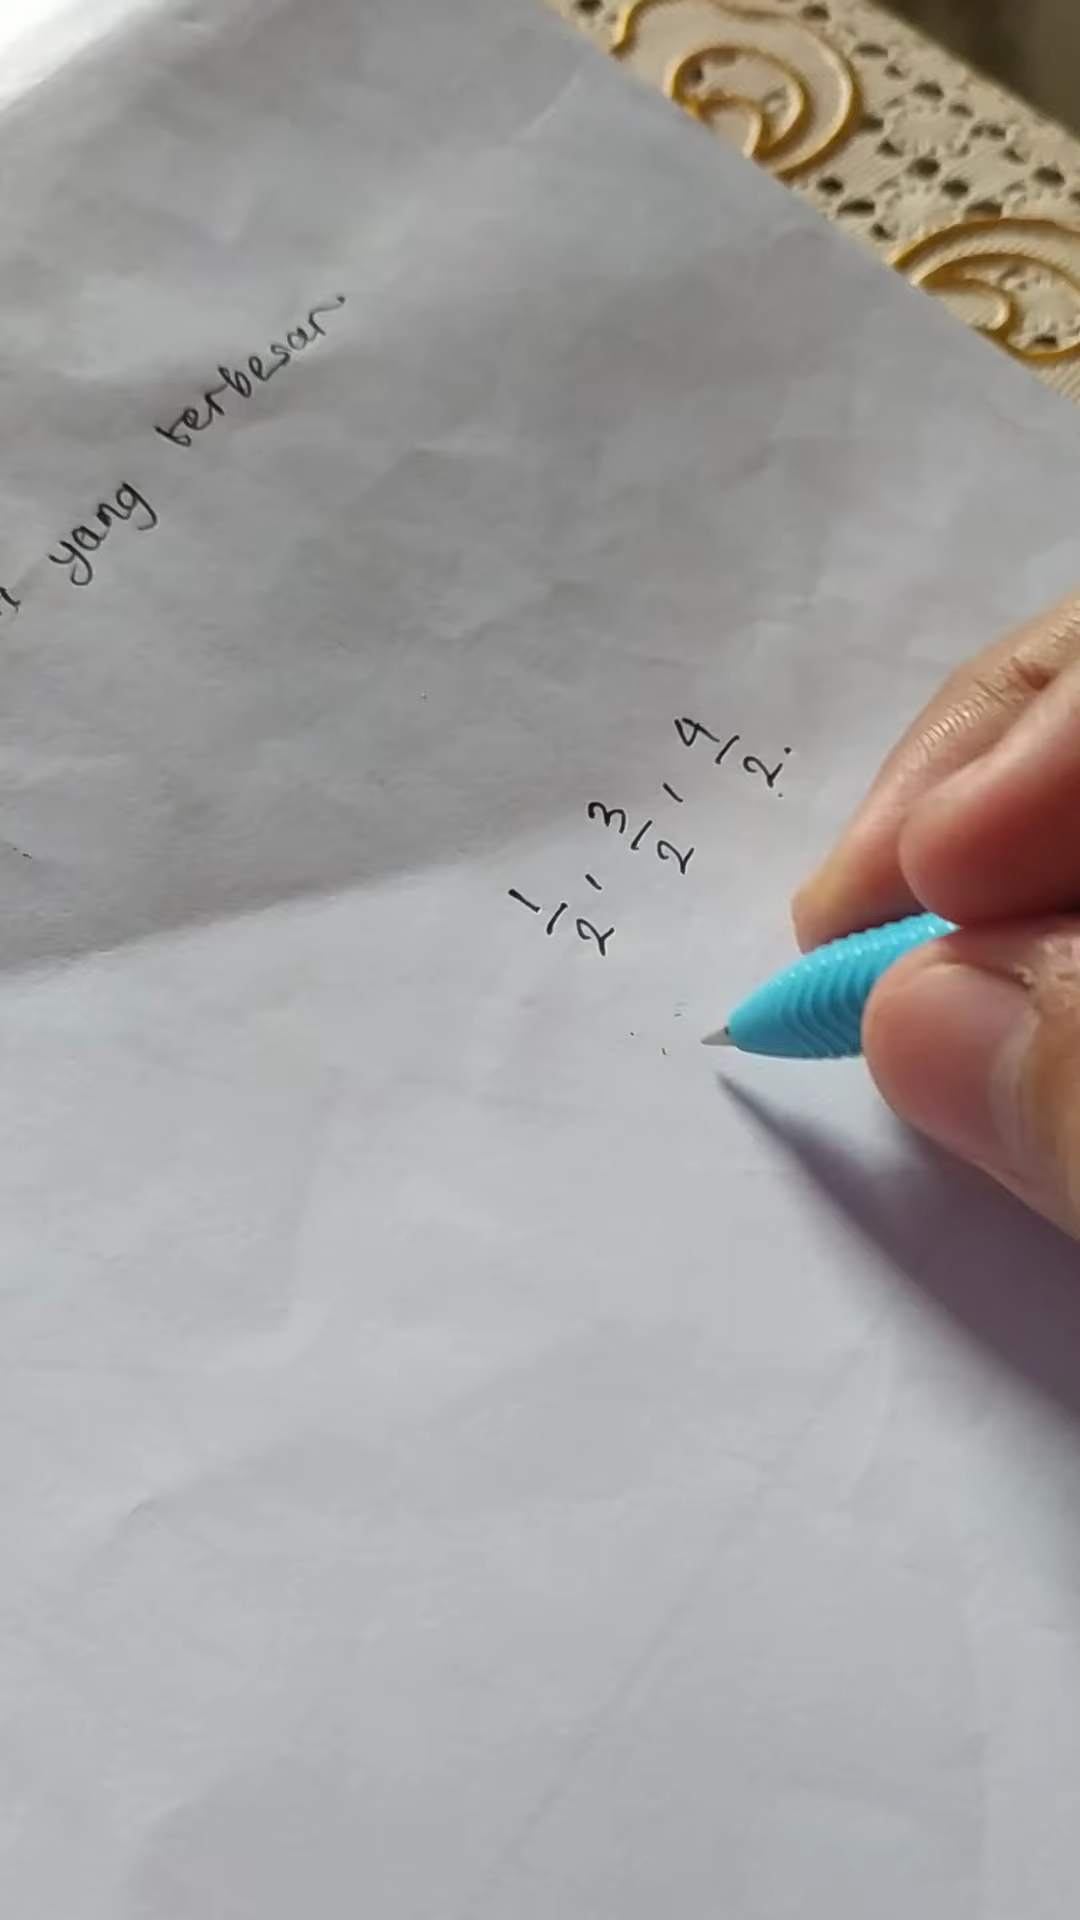 yang terbesar.
1/2, 3/2, 4/2.